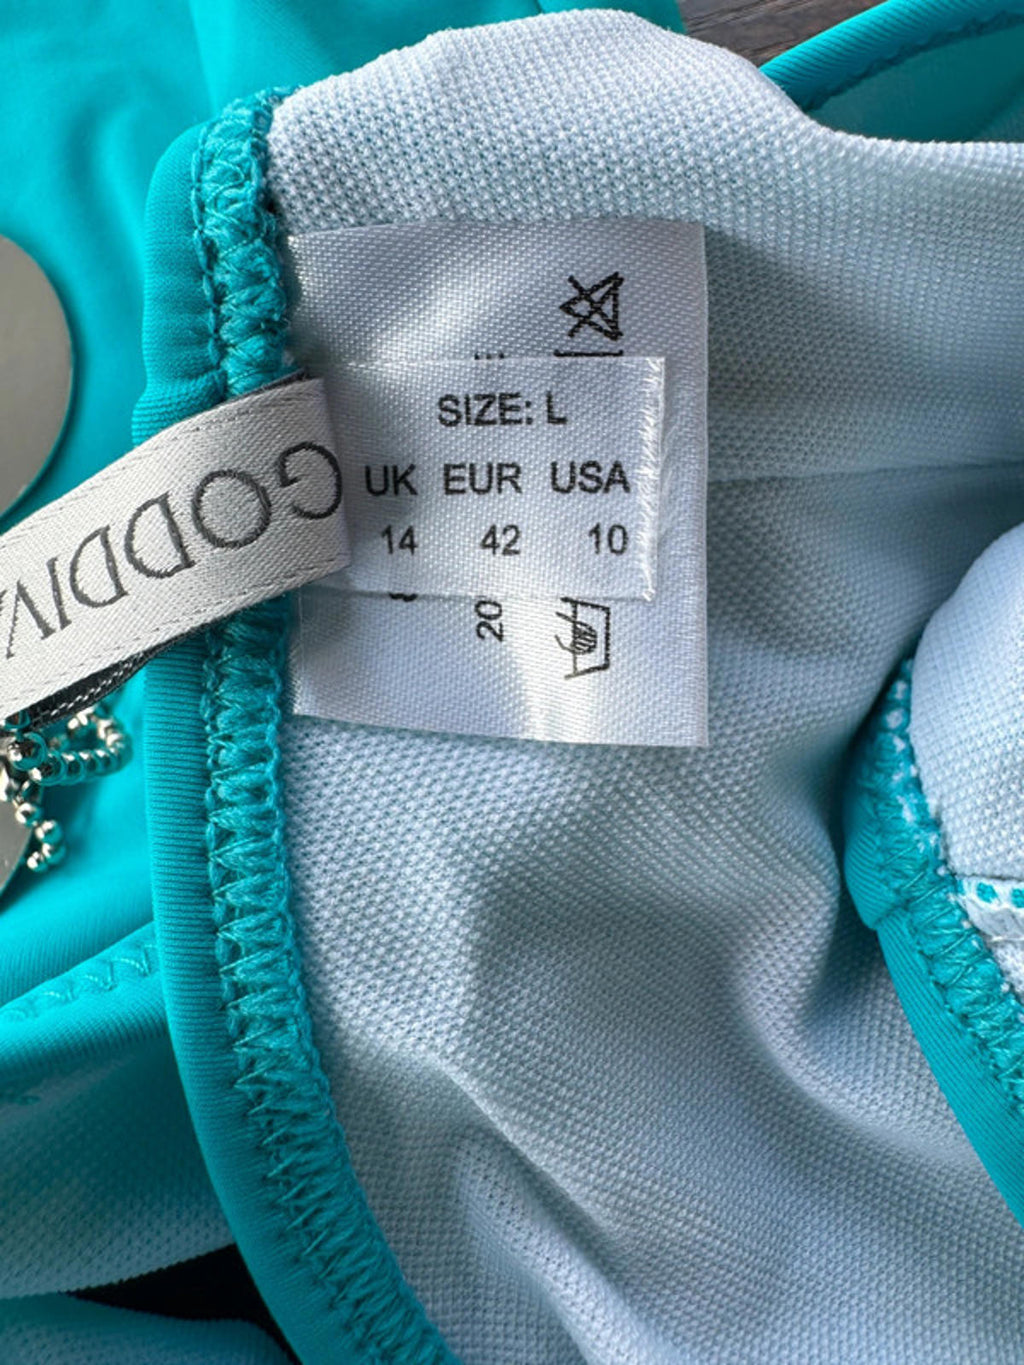 SIZE: L
UK EUR USA
14 42 10
GODDIV
20